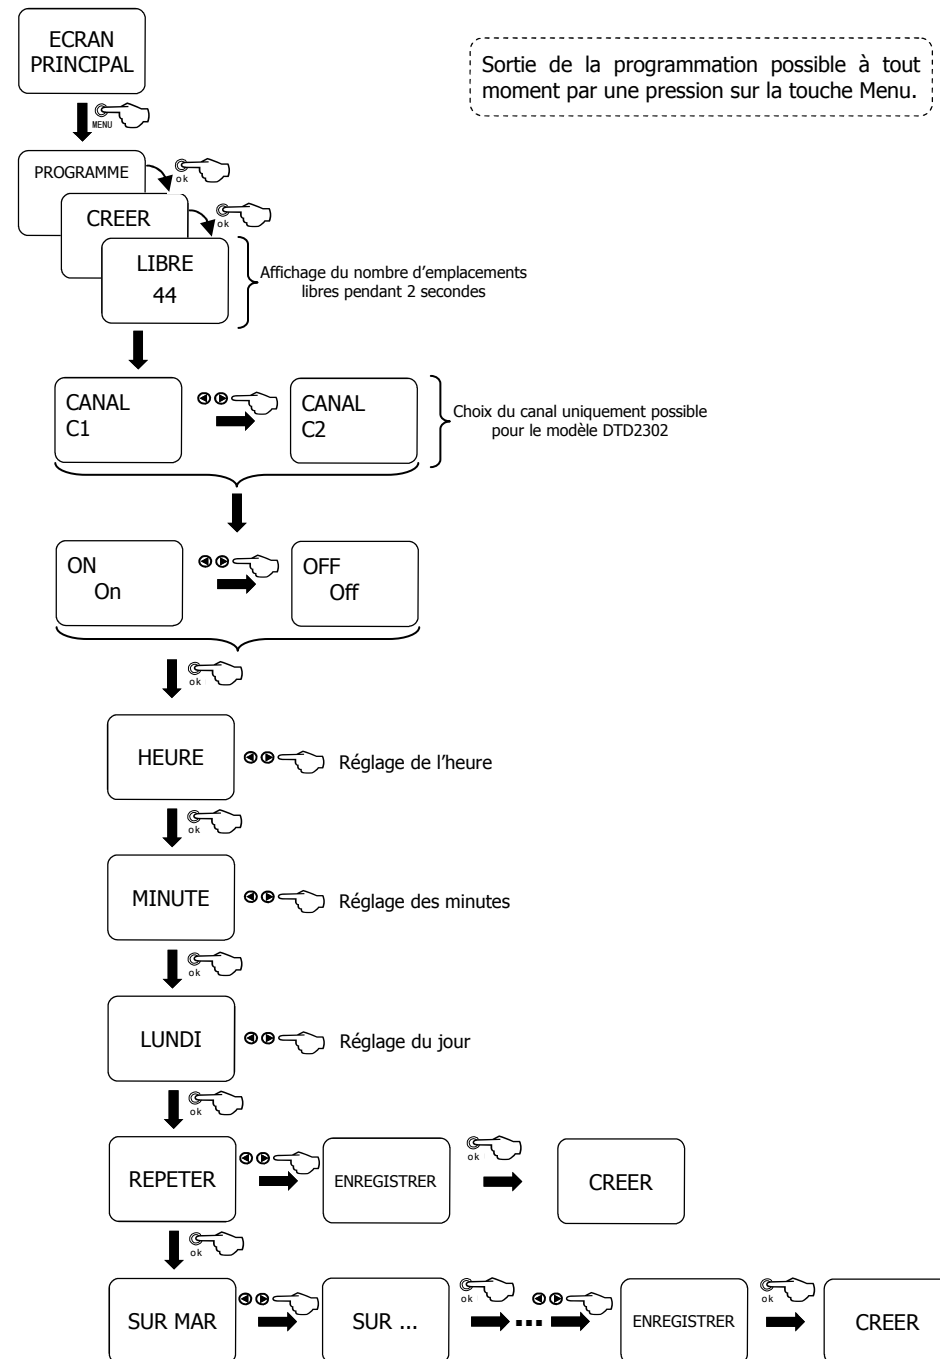 ECRAN
PRINCIPAL
Sortie de la programmation possible à tout
moment par une pression sur la touche Menu.
MENU
PROGRAMME
ok
CREER
ok
LIBRE
44
Affichage du nombre d'emplacements
libres pendant 2 secondes
CANAL
C1
CANAL
C2
Choix du canal uniquement possible
pour le modèle DTD2302
ON
On
OFF
Off
ok
HEURE
Réglage de l'heure
ok
MINUTE
Réglage des minutes
ok
LUNDI
Réglage du jour
ok
REPETER
ENREGISTRER
ok
CREER
ok
SUR MAR
SUR ...
ok
...
ENREGISTRER
ok
CREER